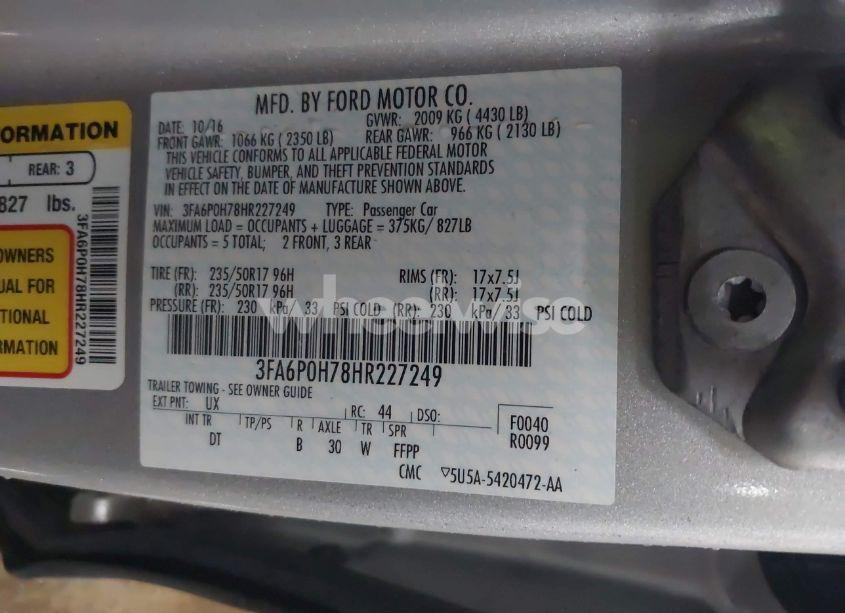 ORMATION
REAR: 3
827 lbs.
OWNERS
UAL FOR
TIONAL
FORMATION
3FA6P0H78HR227249
MFD. BY FORD MOTOR CO.
DATE: 10/16 GVWR: 2009 KG ( 4430 LB)
FRONT GAWR: 1066 KG ( 2350 LB) REAR GAWR: 966 KG ( 2130 LB)
THIS VEHICLE CONFORMS TO ALL APPLICABLE FEDERAL MOTOR
VEHICLE SAFETY, BUMPER, AND THEFT PREVENTION STANDARDS
IN EFFECT ON THE DATE OF MANUFACTURE SHOWN ABOVE.
VIN: 3FA6P0H78HR227249 TYPE: Passenger Car
MAXIMUM LOAD = OCCUPANTS + LUGGAGE = 375KG/ 827LB
OCCUPANTS = 5 TOTAL; 2 FRONT, 3 REAR
TIRE (FR): 235/50R17 96H RIMS (FR): 17x7.5J
(RR): 235/50R17 96H (RR): 17x7.5J
PRESSURE (FR): 230 kPa/ 33 PSI COLD (RR): 230 kPa/ 33 PSI COLD
wheelwise
3FA6P0H78HR227249
TRAILER TOWING - SEE OWNER GUIDE
EXT PNT: UX RC: 44 DSO: F0040
INT TR TP/PS R AXLE TR SPR R0099
DT B 30 W FFPP
CMC ▽5U5A-5420472-AA